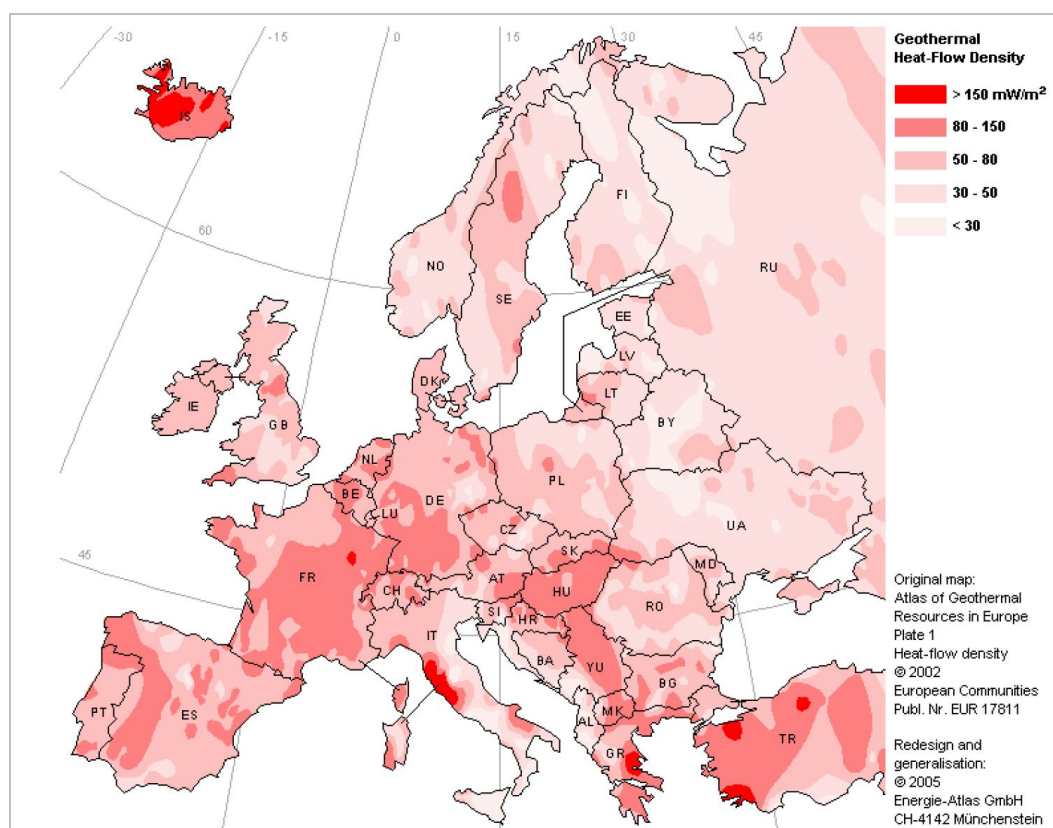 -30
-15
0
15
30
45
60
45
IS
NO
SE
FI
RU
EE
LV
LT
DK
IE
GB
BY
NL
BE
DE
PL
LU
CZ
UA
SK
FR
CH
AT
HU
MD
SI
HR
RO
IT
BA
YU
BG
PT
ES
AL
MK
GR
TR
Geothermal
Heat-Flow Density
> 150 mW/m²
80 - 150
50 - 80
30 - 50
< 30
Original map:
Atlas of Geothermal
Resources in Europe
Plate 1
Heat-flow density
© 2002
European Communities
Publ. Nr. EUR 17811
Redesign and
generalisation:
© 2005
Energie-Atlas GmbH
CH-4142 Münchenstein